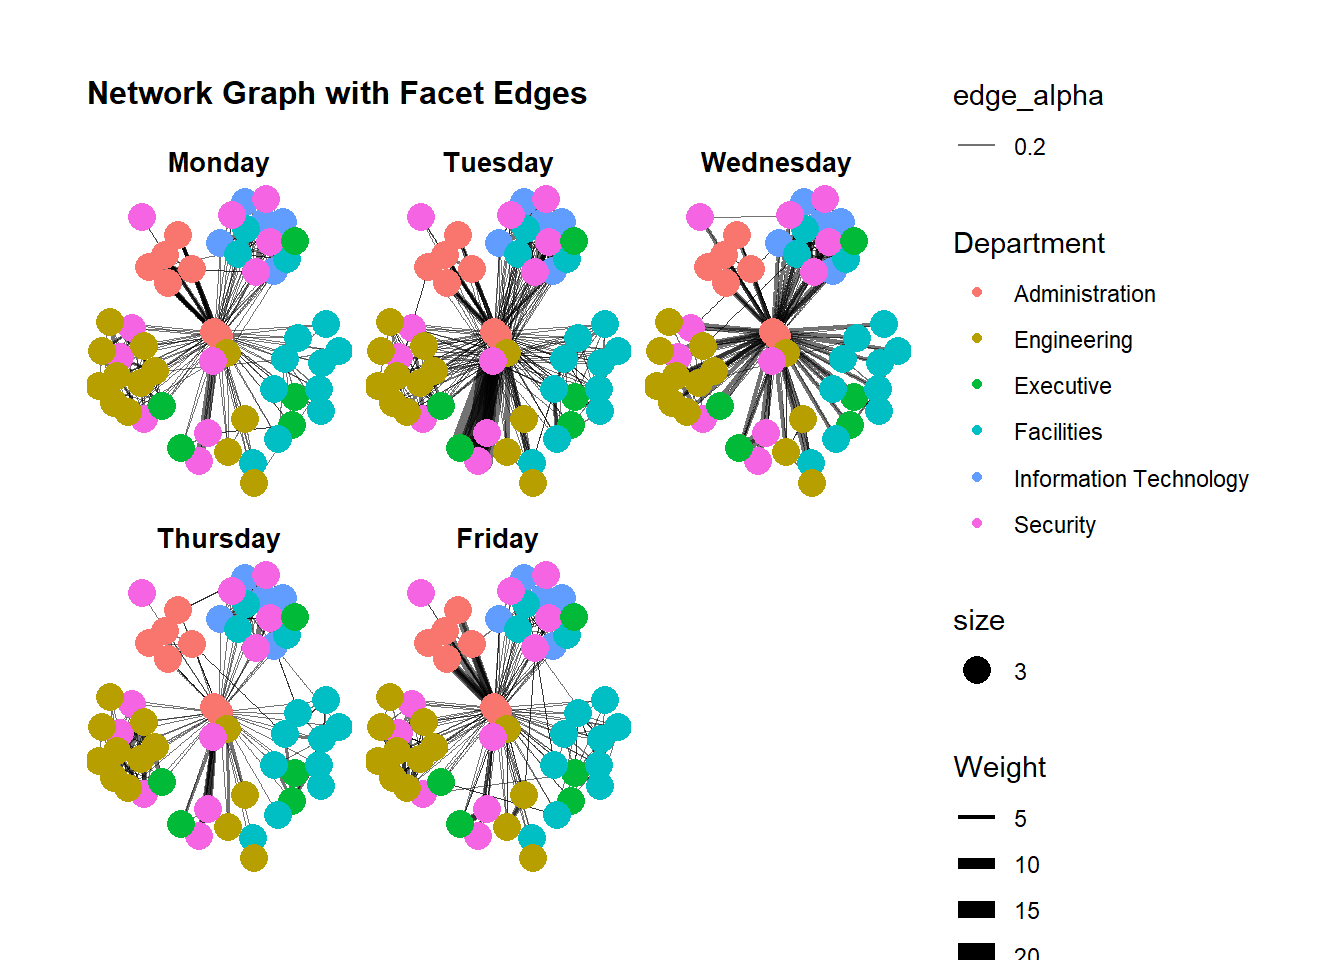 Network Graph with Facet Edges
Monday
Tuesday
Wednesday
Thursday
Friday
edge_alpha
0.2
Department
Administration
Engineering
Executive
Facilities
Information Technology
Security
size
3
Weight
5
10
15
20